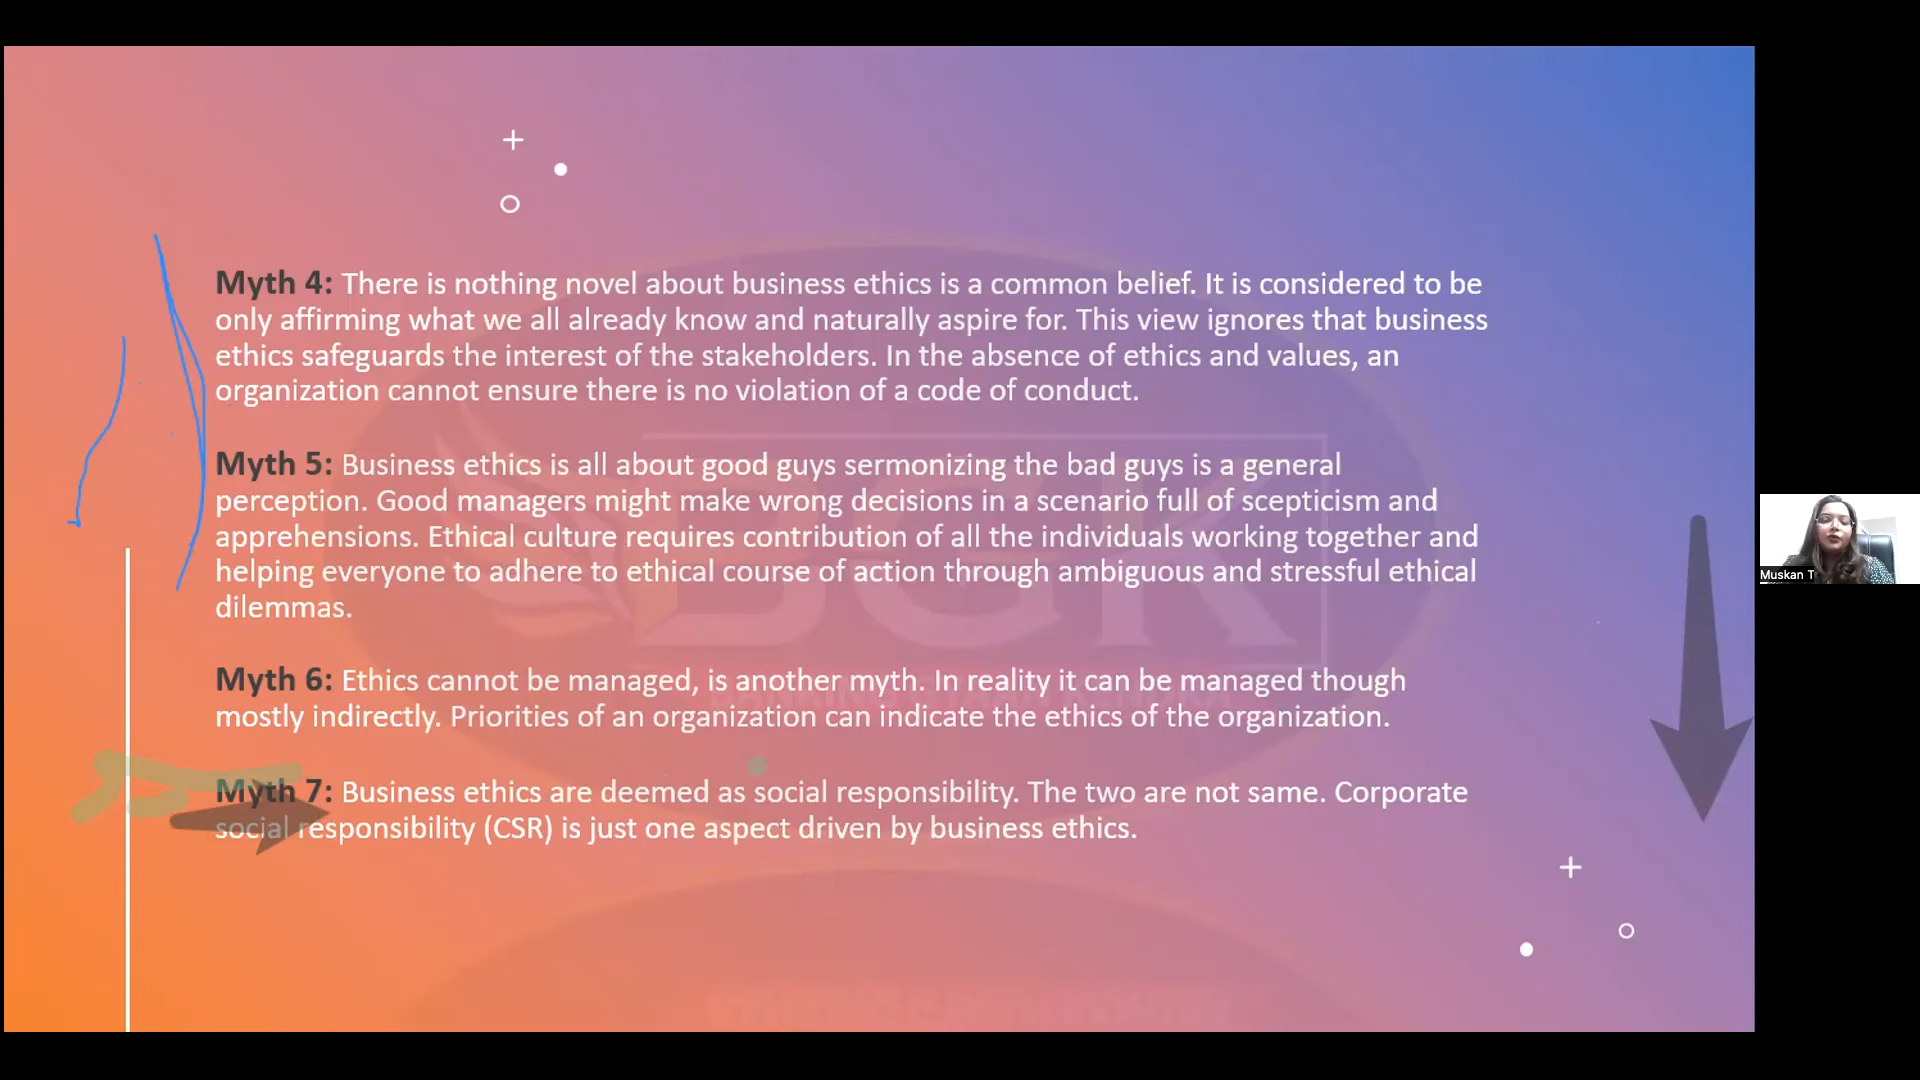 Myth 4: There is nothing novel about business ethics is a common belief. It is considered to be
only affirming what we all already know and naturally aspire for. This view ignores that business
ethics safeguards the interest of the stakeholders. In the absence of ethics and values, an
organization cannot ensure there is no violation of a code of conduct.
Myth 5: Business ethics is all about good guys sermonizing the bad guys is a general
perception. Good managers might make wrong decisions in a scenario full of scepticism and
apprehensions. Ethical culture requires contribution of all the individuals working together and
helping everyone to adhere to ethical course of action through ambiguous and stressful ethical
dilemmas.
Myth 6: Ethics cannot be managed, is another myth. In reality it can be managed though
mostly indirectly. Priorities of an organization can indicate the ethics of the organization.
Myth 7: Business ethics are deemed as social responsibility. The two are not same. Corporate
social responsibility (CSR) is just one aspect driven by business ethics.
Muskan T